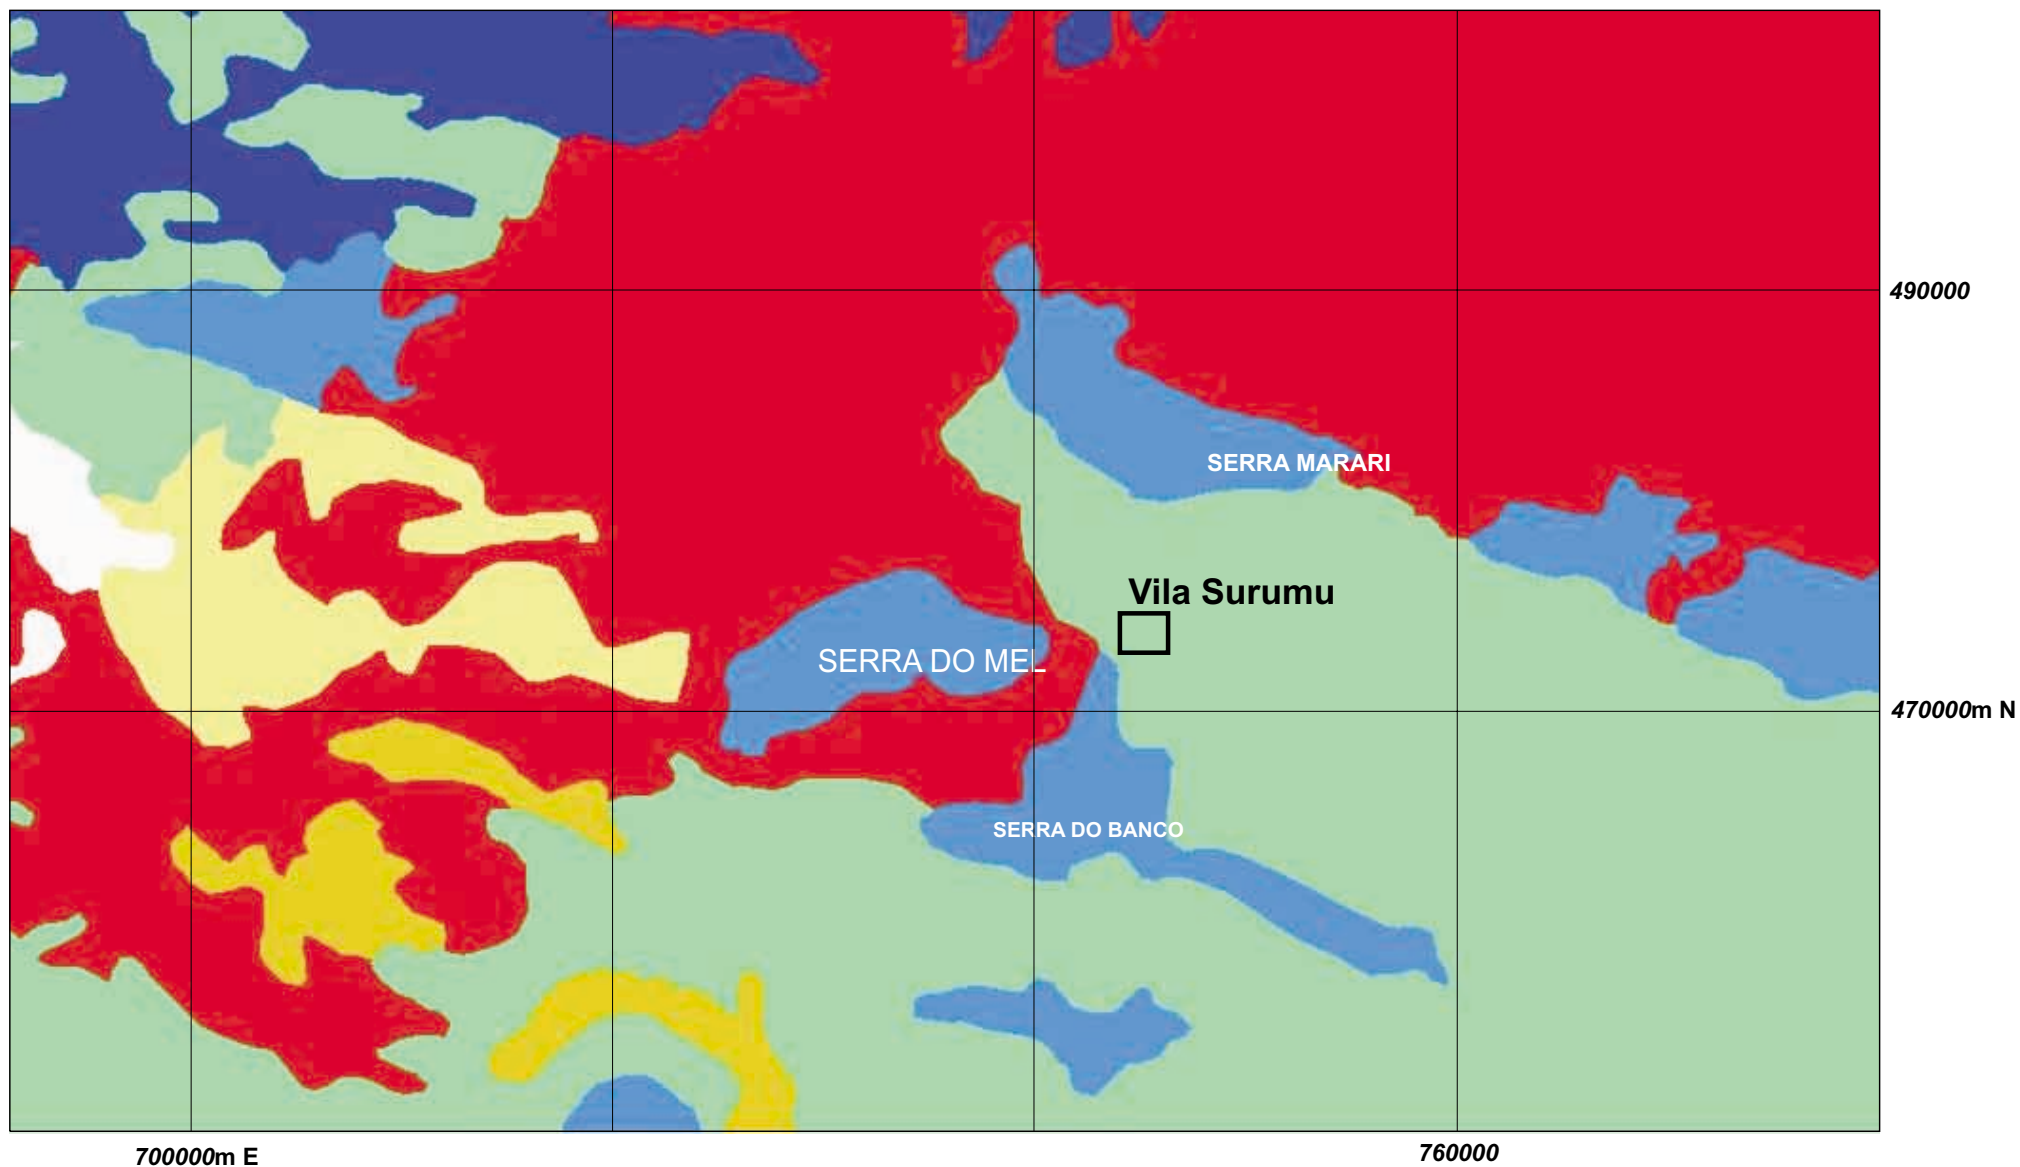 490000
SERRA MARARI
Vila Surumu
SERRA DO MEL
470000m N
SERRA DO BANCO
700000m E
760000